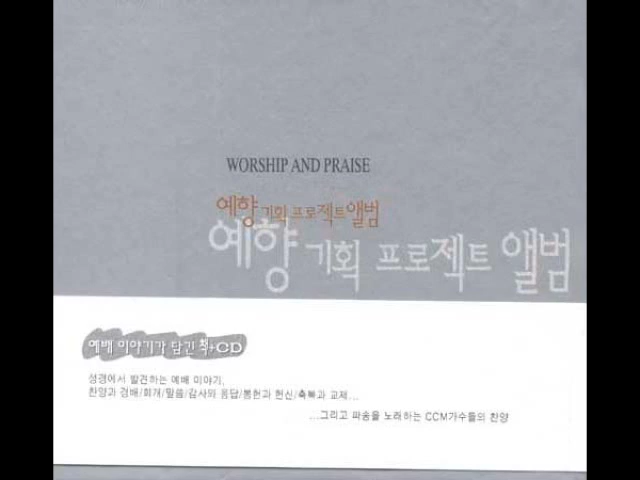 WORSHIP AND PRAISE
예향 기획 프로젝트 앨범
예향 기획 프로젝트 앨범
예배 이야기가 담긴 책+CD
성경에서 발견하는 예배 이야기,
찬양과 경배/회개/말씀/감사와 응답/봉헌과 헌신/축복과 교제...
...그리고 파송을 노래하는 CCM가수들의 찬양